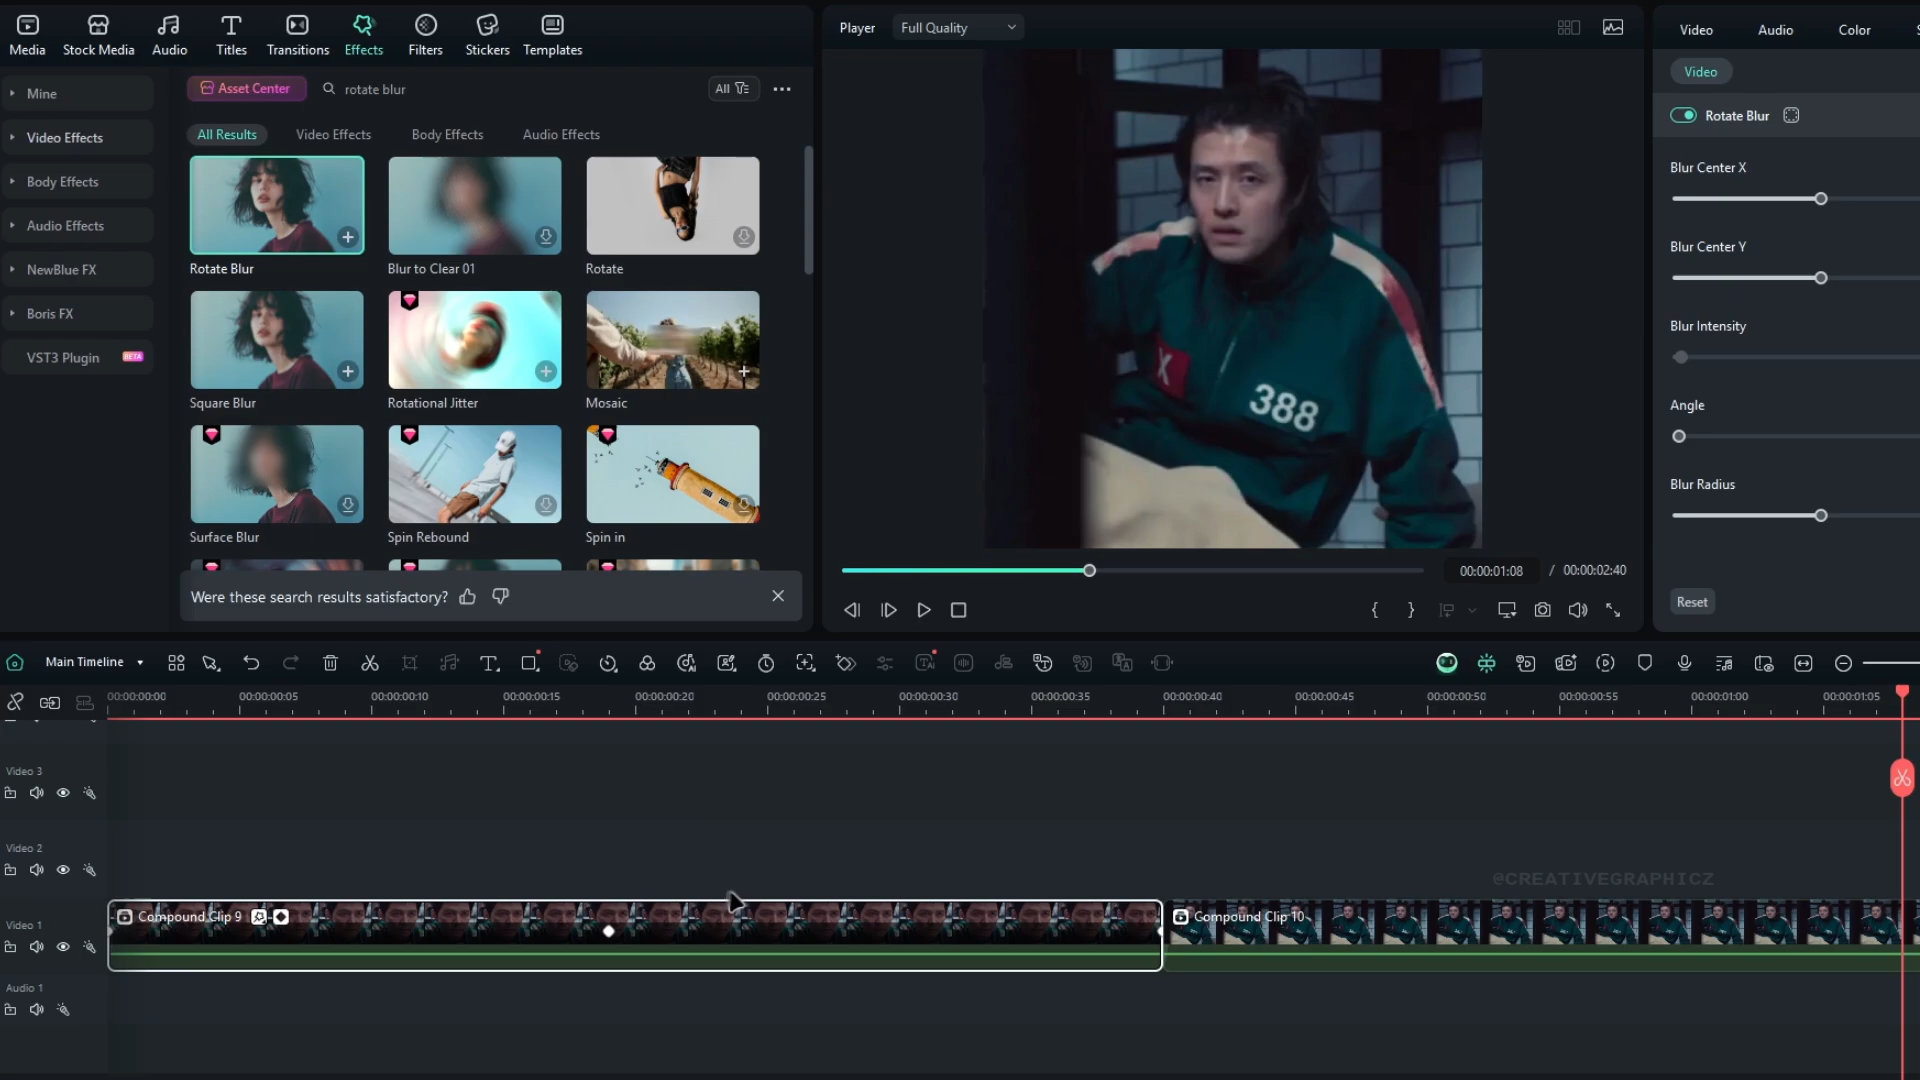 Media
Stock Media
Audio
Titles
Transitions
Effects
Filters
Stickers
Templates
Mine
Video Effects
Body Effects
Audio Effects
NewBlue FX
Boris FX
VST3 Plugin
BETA
Asset Center
rotate blur
All
All Results
Video Effects
Body Effects
Audio Effects
Rotate Blur
Blur to Clear 01
Rotate
Square Blur
Rotational Jitter
Mosaic
Surface Blur
Spin Rebound
Spin in
Were these search results satisfactory?
Player
Full Quality
X
388
00:00:01:08
/ 00:00:02:40
Video
Audio
Color
Video
Rotate Blur
Blur Center X
Blur Center Y
Blur Intensity
Angle
Blur Radius
Reset
Main Timeline
00:00:00:00
00:00:00:05
00:00:00:10
00:00:00:15
00:00:00:20
00:00:00:25
00:00:00:30
00:00:00:35
00:00:00:40
00:00:00:45
00:00:00:50
00:00:00:55
00:00:01:00
00:00:01:05
Video 3
Video 2
@CREATIVEGRAPHICZ
Video 1
Compound Clip 9
Compound Clip 10
Audio 1